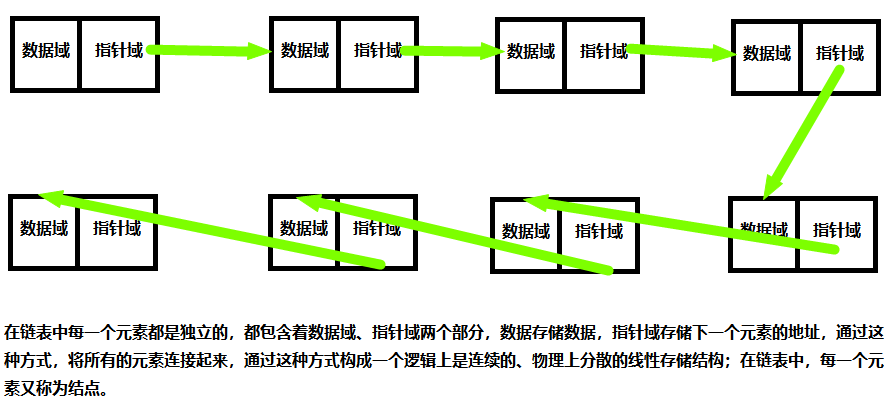 数据域 指针域 数据域 指针域 数据域 指针域 数据域 指针域
数据域 指针域 数据域 指针域 数据域 指针域 数据域 指针域
在链表中每一个元素都是独立的，都包含着数据域、指针域两个部分，数据存储数据，指针域存储下一个元素的地址，通过这
种方式，将所有的元素连接起来，通过这种方式构成一个逻辑上是连续的、物理上分散的线性存储结构；在链表中，每一个元
素又称为结点。